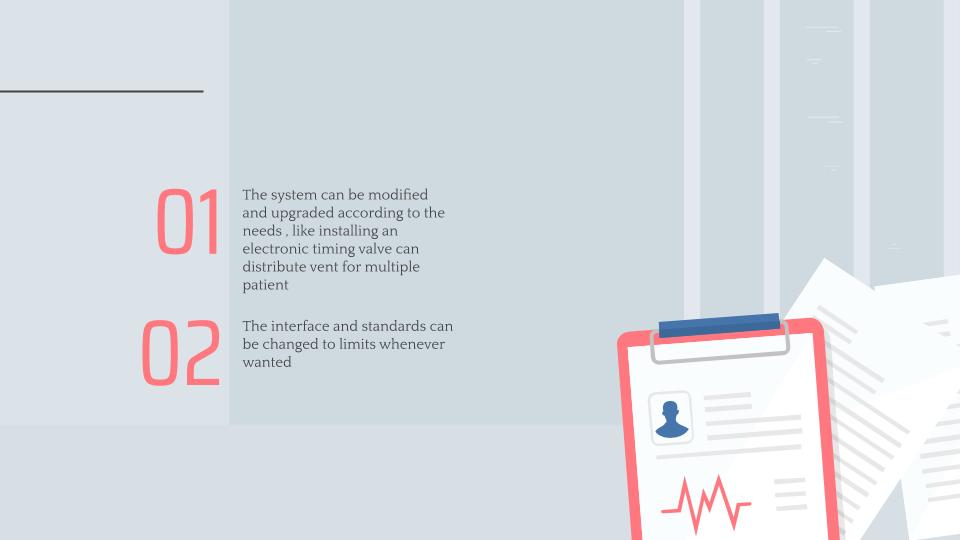 01
The system can be modified
and upgraded according to the
needs , like installing an
electronic timing valve can
distribute vent for multiple
patient
02
The interface and standards can
be changed to limits whenever
wanted